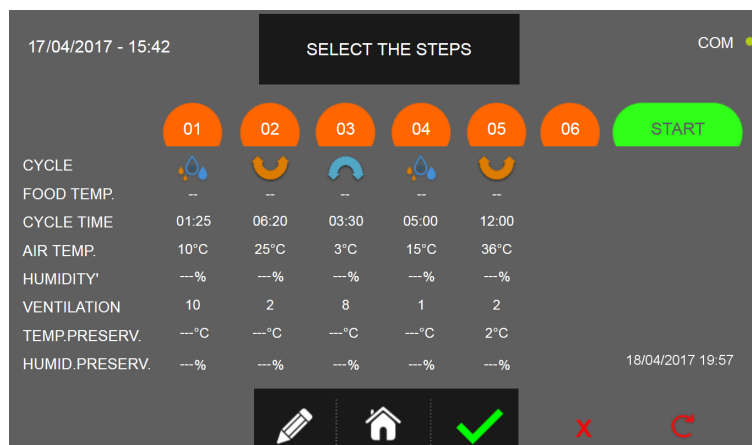 17/04/2017 - 15:42 SELECT THE STEPS COM
01 02 03 04 05 06 START
CYCLE
FOOD TEMP. -- -- -- -- --
CYCLE TIME 01:25 06:20 03:30 05:00 12:00
AIR TEMP. 10°C 25°C 3°C 15°C 36°C
HUMIDITY' ---% ---% ---% ---% ---%
VENTILATION 10 2 8 1 2
TEMP.PRESERV. ---°C ---°C ---°C ---°C 2°C
HUMID.PRESERV. ---% ---% ---% ---% ---% 18/04/2017 19:57
X